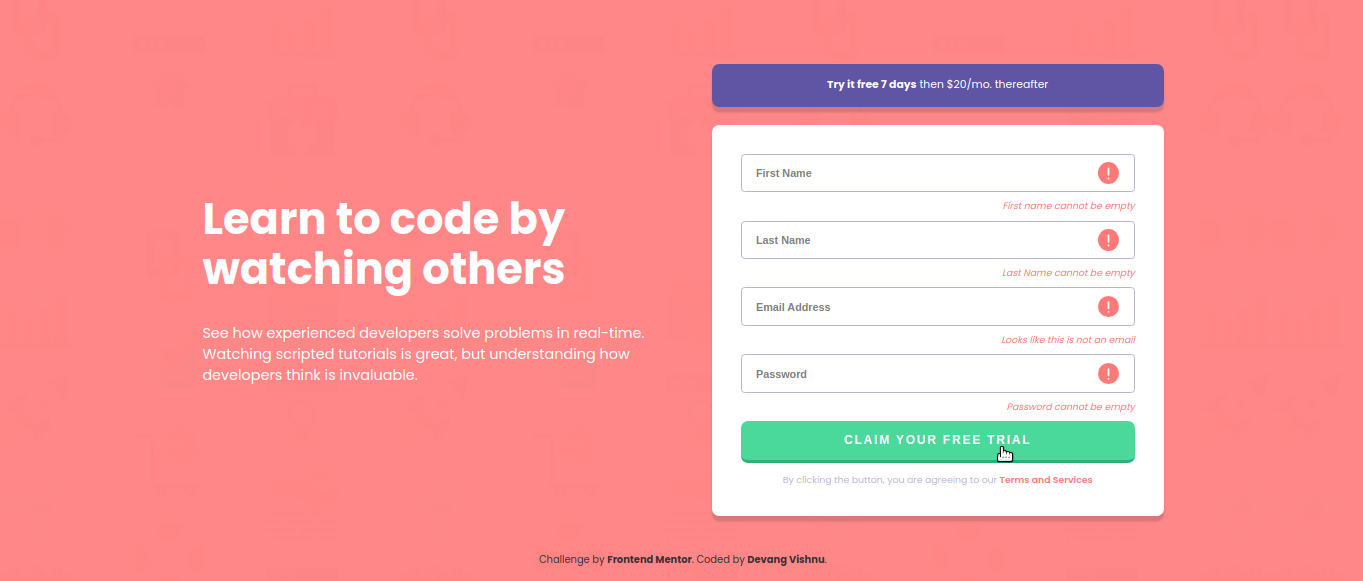 Learn to code by
watching others
See how experienced developers solve problems in real-time.
Watching scripted tutorials is great, but understanding how
developers think is invaluable.
Try it free 7 days then $20/mo. thereafter
First Name
First name cannot be empty
Last Name
Last Name cannot be empty
Email Address
Looks like this is not an email
Password
Password cannot be empty
CLAIM YOUR FREE TRIAL
By clicking the button, you are agreeing to our Terms and Services
Challenge by Frontend Mentor. Coded by Devang Vishnu.